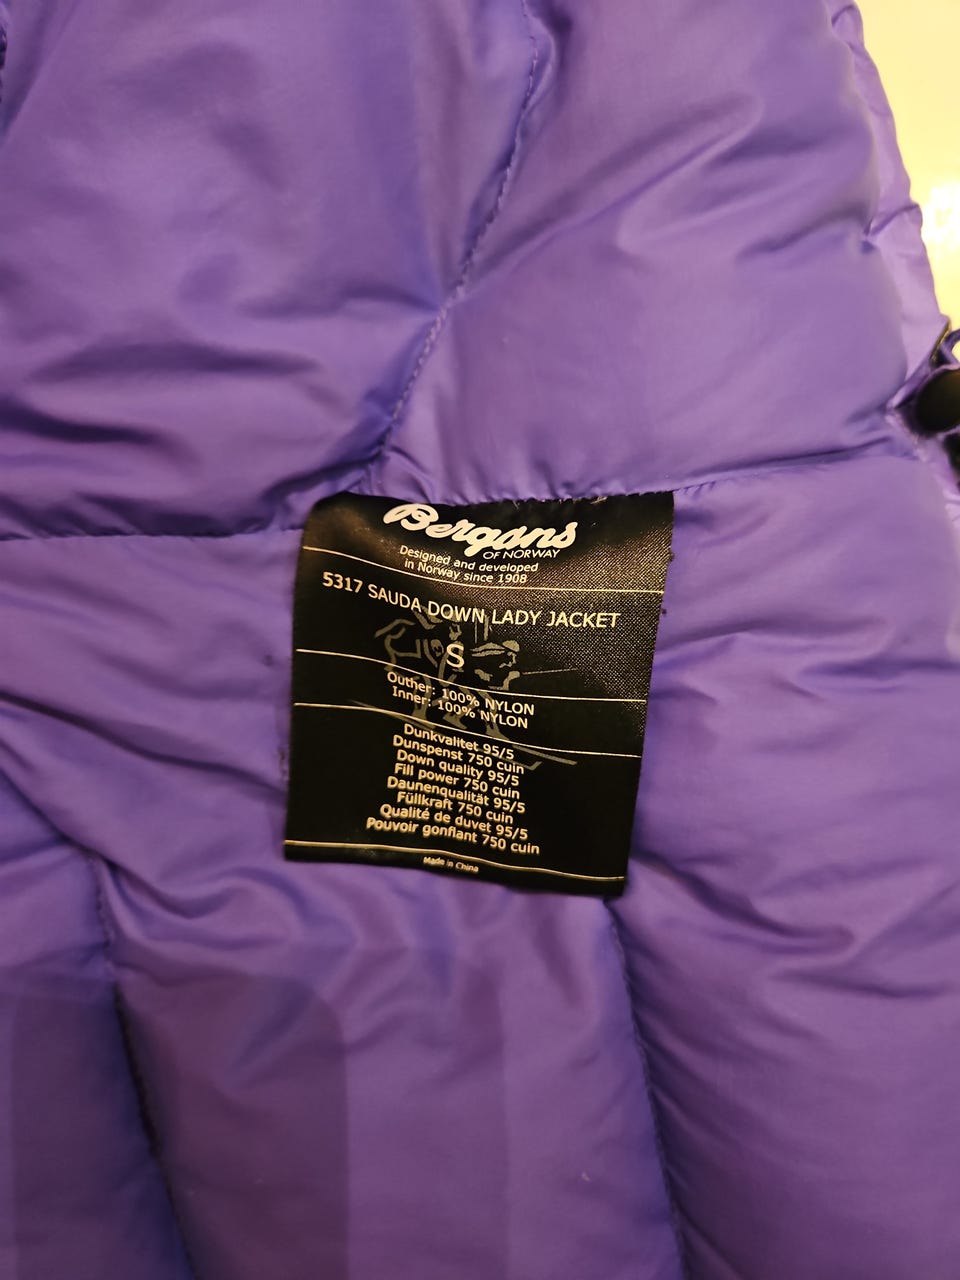 Bergans
OF NORWAY
Designed and developed
in Norway since 1908
5317 SAUDA DOWN LADY JACKET
S
Outher: 100% NYLON
Inner: 100% NYLON
Dunkvalitet 95/5
Dunspenst 750 cuin
Down quality 95/5
Fill power 750 cuin
Daunenqualität 95/5
Füllkraft 750 cuin
Qualité de duvet 95/5
Pouvoir gonflant 750 cuin
Made in China